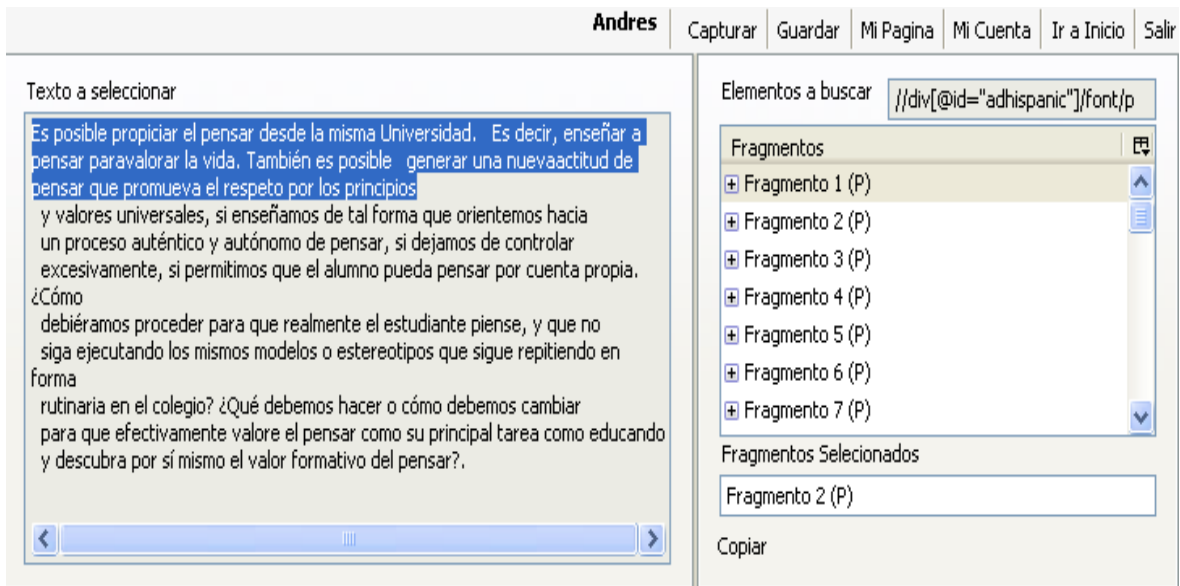 Andres Capturar Guardar Mi Pagina Mi Cuenta Ir a Inicio Salir
Texto a seleccionar
Es posible propiciar el pensar desde la misma Universidad. Es decir, enseñar a
pensar paravalorar la vida. También es posible generar una nuevaactitud de
pensar que promueva el respeto por los principios
y valores universales, si enseñamos de tal forma que orientemos hacia
un proceso auténtico y autónomo de pensar, si dejamos de controlar
excesivamente, si permitimos que el alumno pueda pensar por cuenta propia.
¿Cómo
debiéramos proceder para que realmente el estudiante piense, y que no
siga ejecutando los mismos modelos o estereotipos que sigue repitiendo en
forma
rutinaria en el colegio? ¿Qué debemos hacer o cómo debemos cambiar
para que efectivamente valore el pensar como su principal tarea como educando
y descubra por sí mismo el valor formativo del pensar?.
Elementos a buscar //div[@id="adhispanic"]/font/p
Fragmentos
Fragmento 1 (P)
Fragmento 2 (P)
Fragmento 3 (P)
Fragmento 4 (P)
Fragmento 5 (P)
Fragmento 6 (P)
Fragmento 7 (P)
Fragmentos Selecionados
Fragmento 2 (P)
Copiar